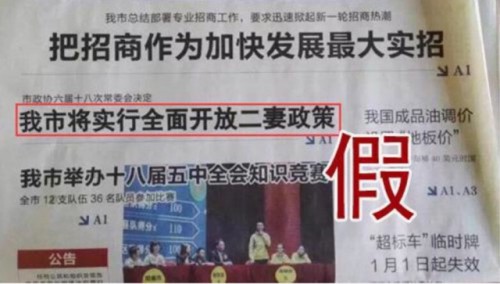 我市总结部署专业招商工作，要求迅速掀起新一轮招商热潮
把招商作为加快发展最大实招
A1
市政协六届十八次常委会决定
我市将实行全面开放二妻政策
A1
假
我国成品油调价
地板价”
A1.A3
我市举办十八届五中全会知识竞赛
全市12支队伍 36名队员参加比赛
A1
100
100
公告
“超标车”临时牌
1月1日起失效